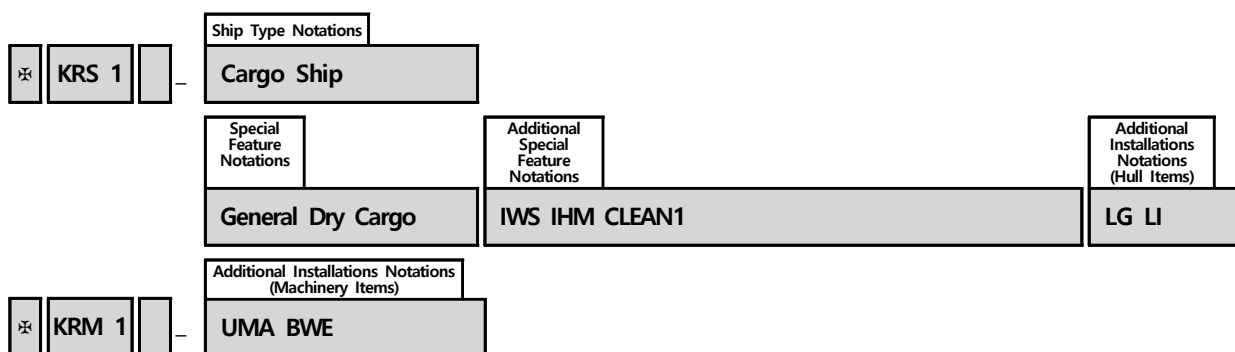 Ship Type Notations
✠ KRS 1 _ Cargo Ship
Special
Feature
Notations
Additional
Special
Feature
Notations
Additional
Installations
Notations
(Hull Items)
General Dry Cargo IWS IHM CLEAN1 LG LI
Additional Installations Notations
(Machinery Items)
✠ KRM 1 _ UMA BWE